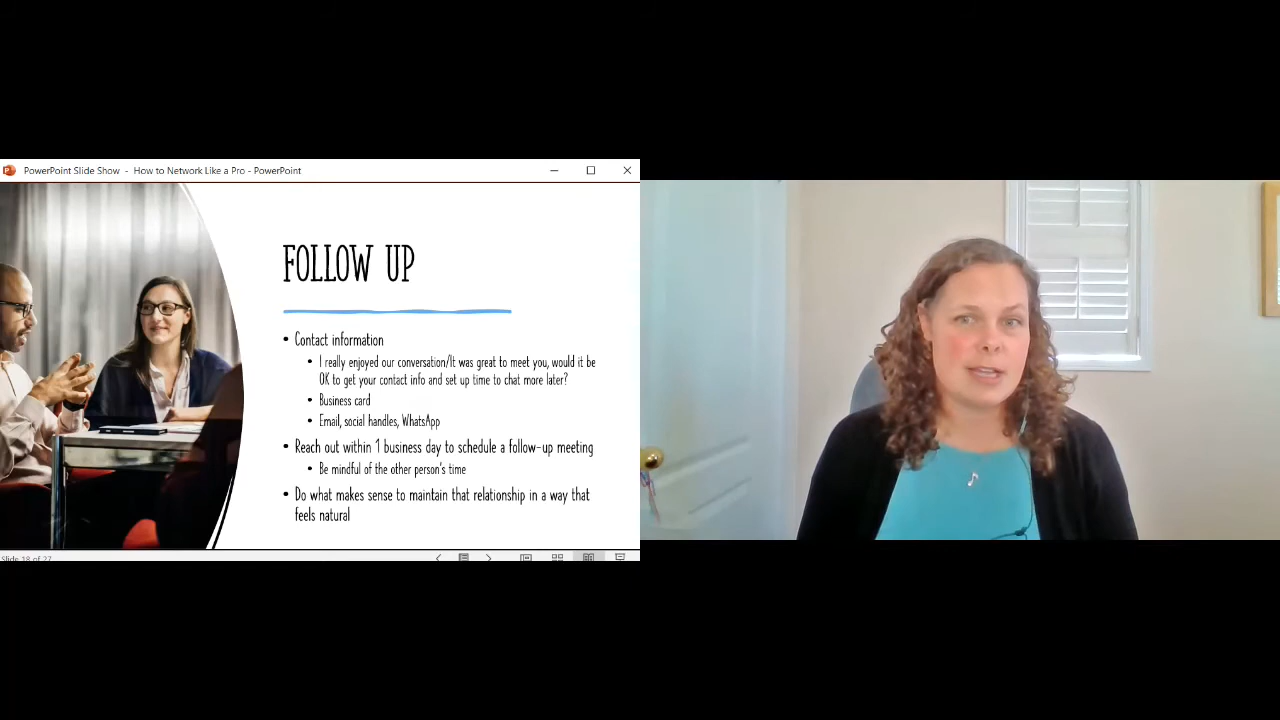 PowerPoint Slide Show - How to Network Like a Pro - PowerPoint
FOLLOW UP
• Contact information
• I really enjoyed our conversation/It was great to meet you, would it be
OK to get your contact info and set up time to chat more later?
• Business card
• Email, social handles, WhatsApp
• Reach out within 1 business day to schedule a follow-up meeting
• Be mindful of the other person's time
• Do what makes sense to maintain that relationship in a way that
feels natural
Slide 18 of 27